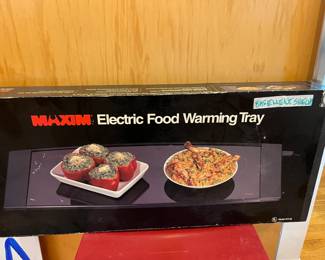 EXCELLENT SHAPE
MAXIM Electric Food Warming Tray